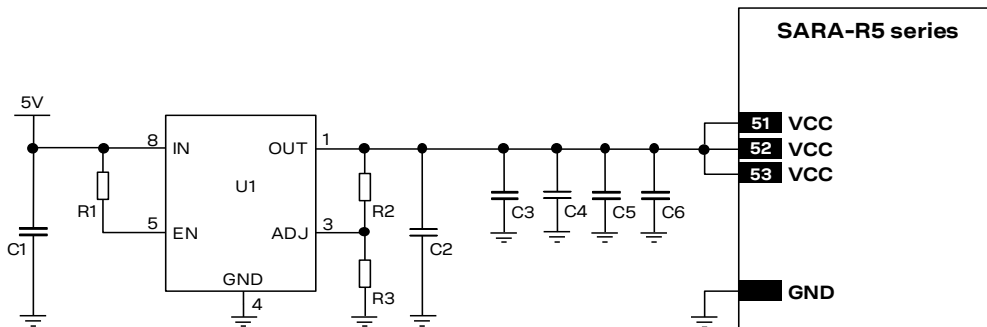 SARA-R5 series
5V
51 VCC
8 IN OUT 1
52 VCC
53 VCC
U1
R1 R2
C3 C4 C5 C6
5 EN ADJ 3
C1 C2
GND
R3
4
GND